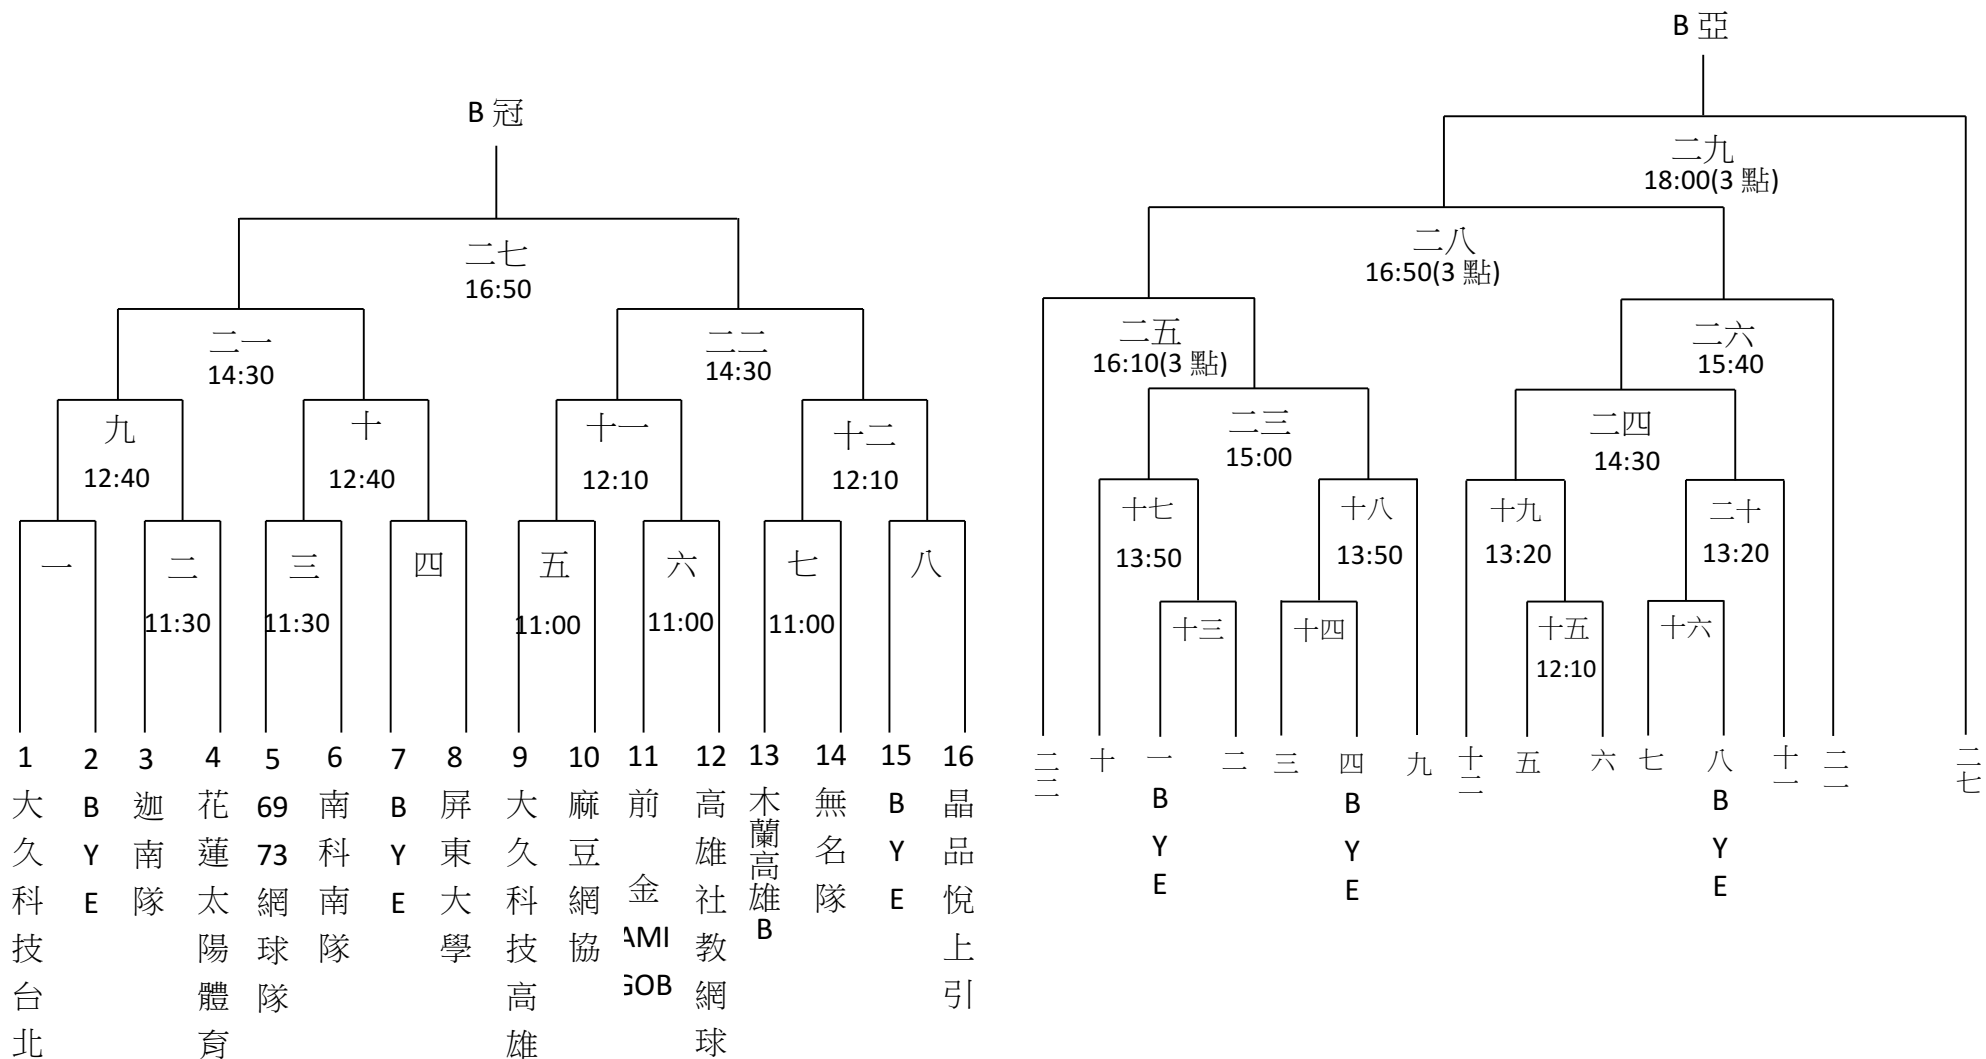 B 冠
二七
16:50
二一
14:30
二二
14:30
九
12:40
十
12:40
十一
12:10
十二
12:10
一
二
11:30
三
11:30
四
五
11:00
六
11:00
七
11:00
八
1
大久科技台北
2
BYE
3
迦南隊
4
花蓮太陽體育
5
6973網球隊
6
南科南隊
7
BYE
8
屏東大學
9
大久科技高雄
10
麻豆網協
11
前金
AMI
GOB
12
高雄社教網球
13
木蘭高雄B
14
無名隊
15
BYE
16
晶品悅上引
B 亞
二九
18:00(3 點)
二八
16:50(3 點)
二五
16:10(3 點)
二六
15:40
二三
15:00
二四
14:30
十七
13:50
十八
13:50
十九
13:20
二十
13:20
十三
十四
十五
12:10
十六
二二
十
一
BYE
二
三
四
BYE
九
十二
五
六
七
八
BYE
十一
二一
二七